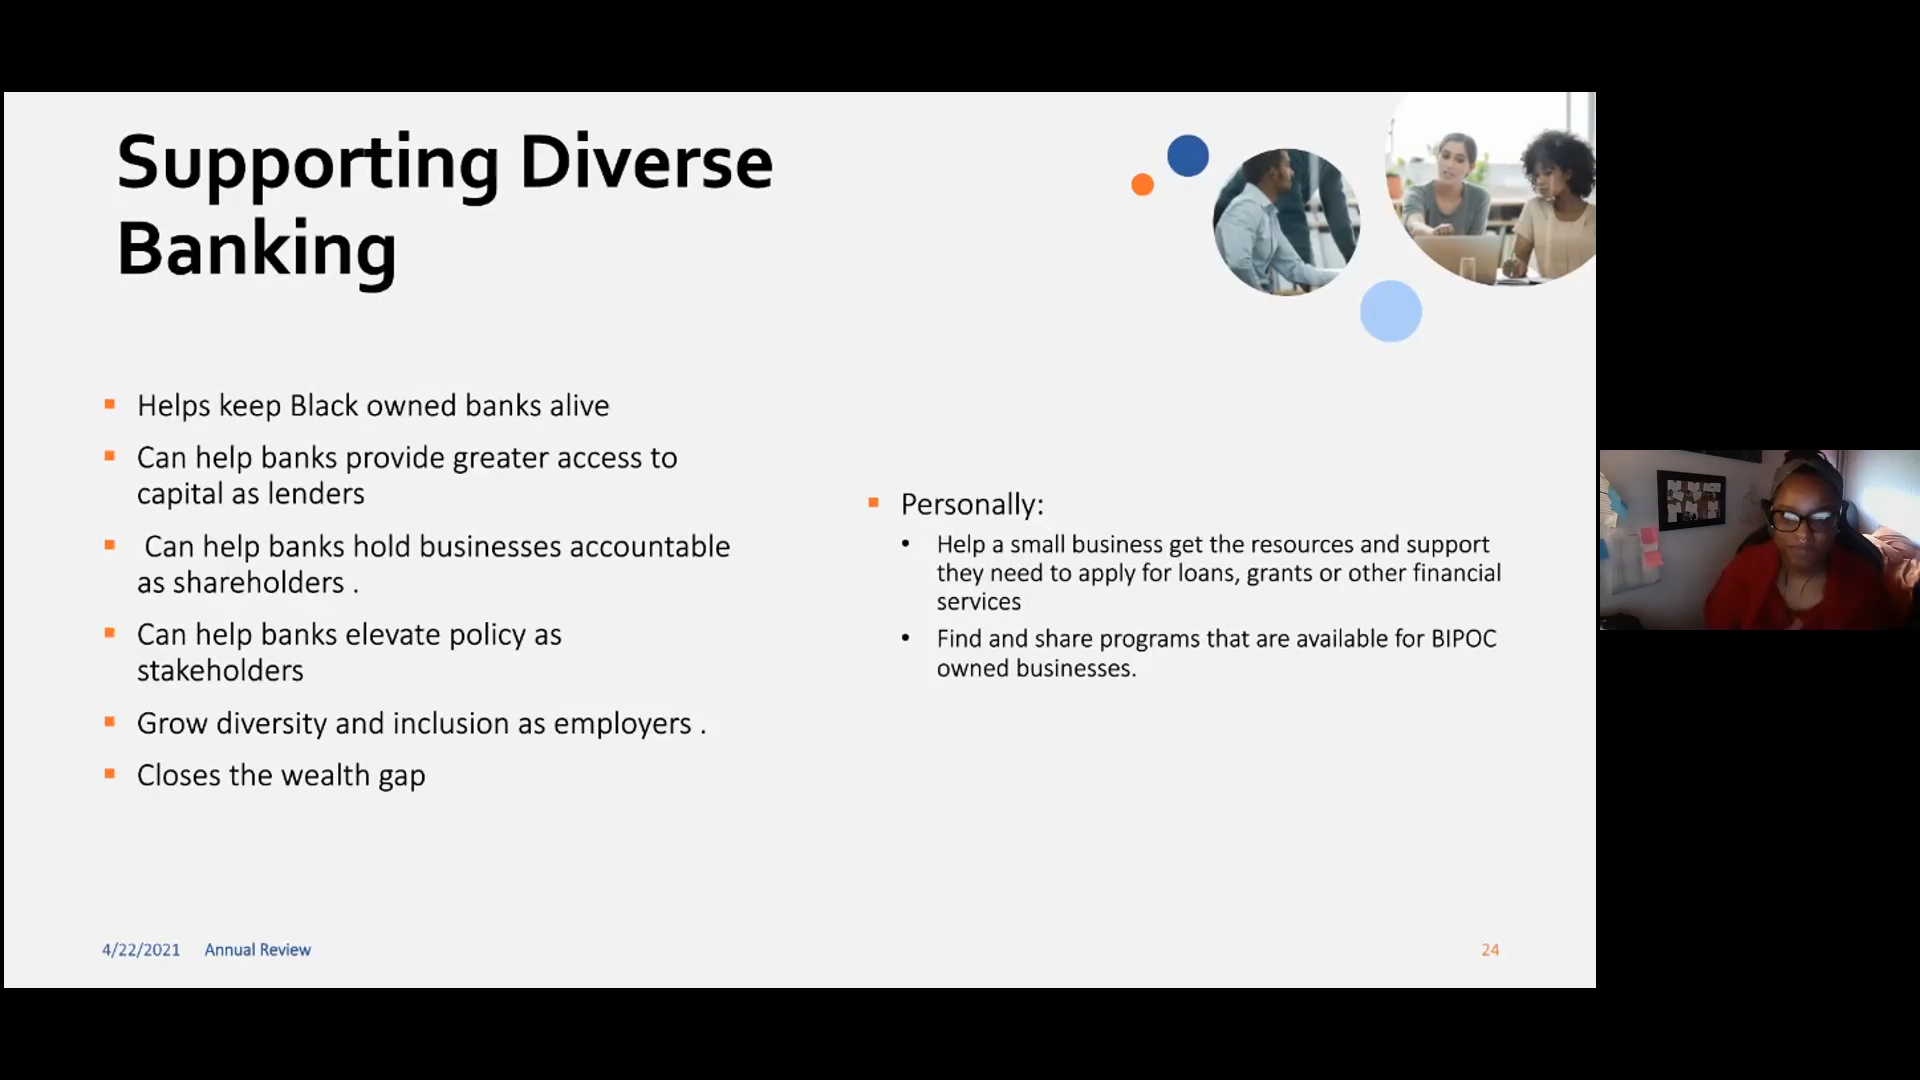 Supporting Diverse
Banking
Helps keep Black owned banks alive
Can help banks provide greater access to
capital as lenders
Can help banks hold businesses accountable
as shareholders .
Can help banks elevate policy as
stakeholders
Grow diversity and inclusion as employers .
Closes the wealth gap
Personally:
Help a small business get the resources and support
they need to apply for loans, grants or other financial
services
Find and share programs that are available for BIPOC
owned businesses.
4/22/2021 Annual Review
24